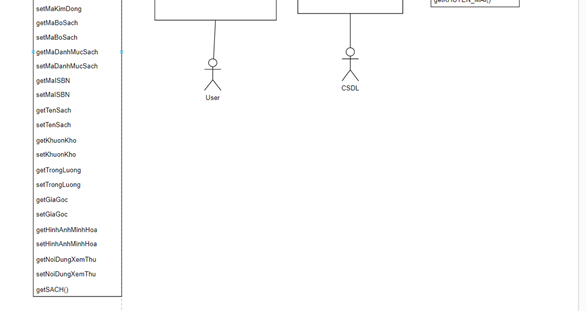 setMaKimDong
getMaBoSach
setMaBoSach
getMaDanhMucSach
setMaDanhMucSach
getMaISBN
setMaISBN
getTenSach
setTenSach
getKhuonKho
setKhuonKho
getTrongLuong
setTrongLuong
getGiaGoc
setGiaGoc
getHinhAnhMinhHoa
setHinhAnhMinhHoa
getNoiDungXemThu
setNoiDungXemThu
getSACH()
User
CSDL
getKHUYEN_MAI()